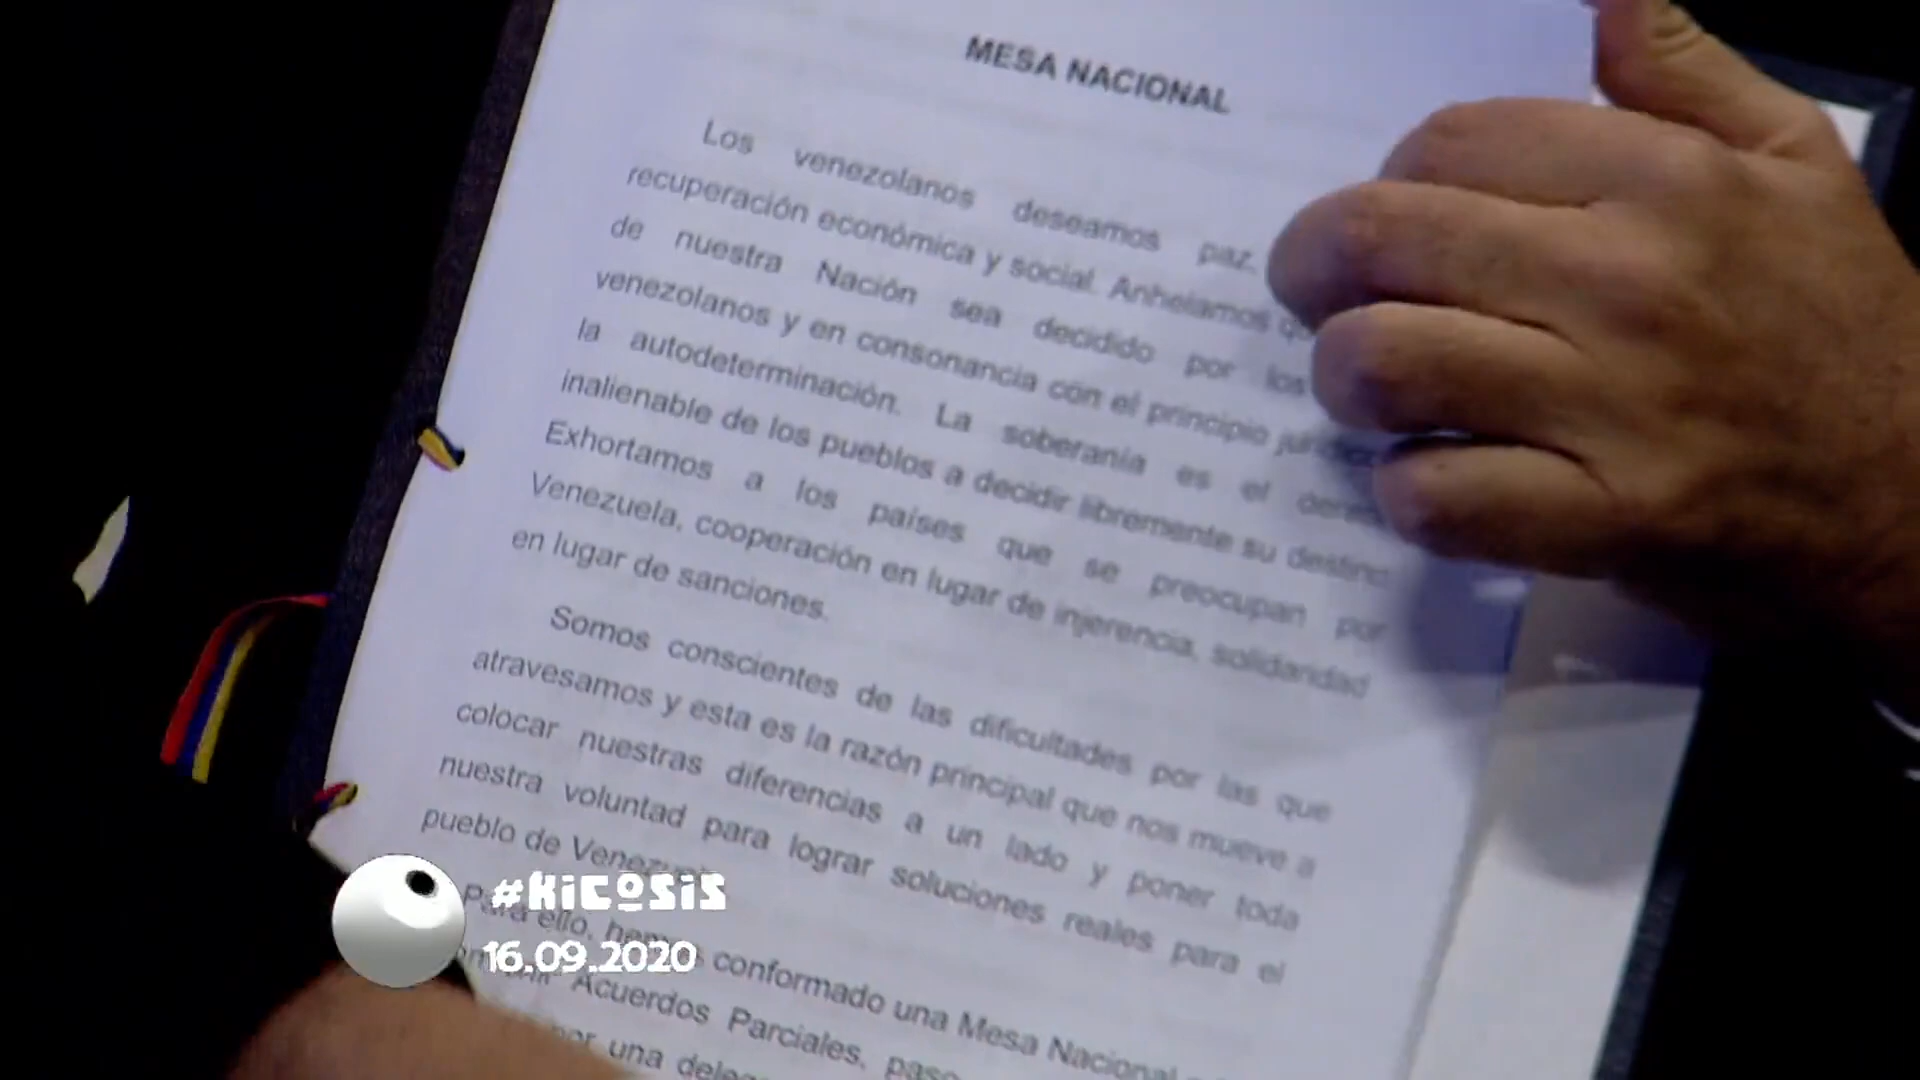 MESA NACIONAL
Los venezolanos deseamos paz,
recuperación económica y social. Anhelamos
de nuestra Nación sea decidido por los
venezolanos y en consonancia con el principio
la autodeterminación. La soberanía es el
inalienable de los pueblos a decidir libremente su destino
Exhortamos a los países que se preocupan por
Venezuela, cooperación en lugar de injerencia, solidaridad
en lugar de sanciones.
Somos conscientes de las dificultades por las que
atravesamos y esta es la razón principal que nos mueve a
colocar nuestras diferencias a un lado y poner toda
nuestra voluntad para lograr soluciones reales para el
pueblo de
Para ello, hemos conformado una Mesa Nacional
Acuerdos Parciales,
una
#KiCOSiS
16.09.2020